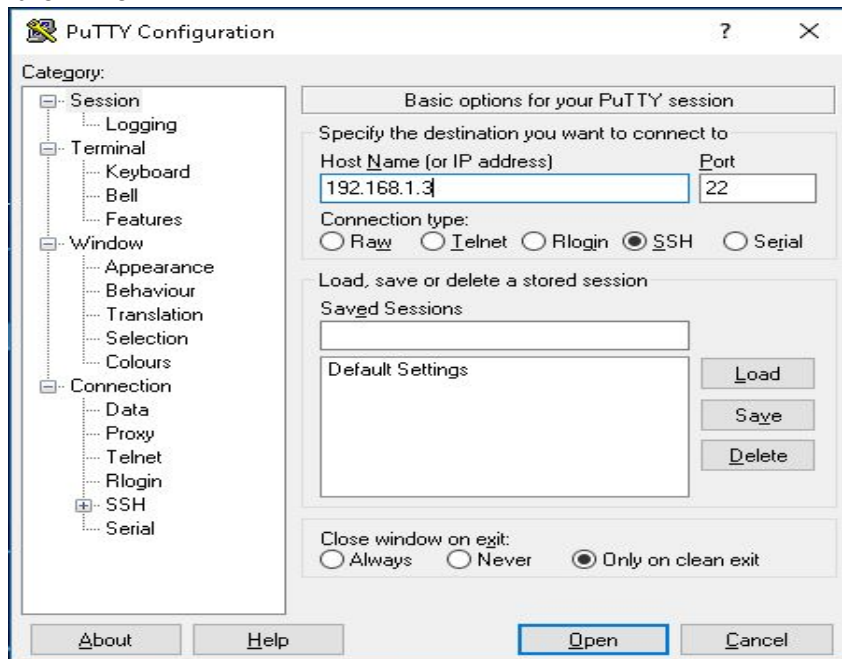 PuTTY Configuration
?
Category:
Session
Logging
Terminal
Keyboard
Bell
Features
Window
Appearance
Behaviour
Translation
Selection
Colours
Connection
Data
Proxy
Telnet
Rlogin
SSH
Serial
Basic options for your PuTTY session
Specify the destination you want to connect to
Host Name (or IP address) Port
192.168.1.3 22
Connection type:
Raw Telnet Rlogin SSH Serial
Load, save or delete a stored session
Saved Sessions
Default Settings
Load
Save
Delete
Close window on exit:
Always Never Only on clean exit
About Help Open Cancel